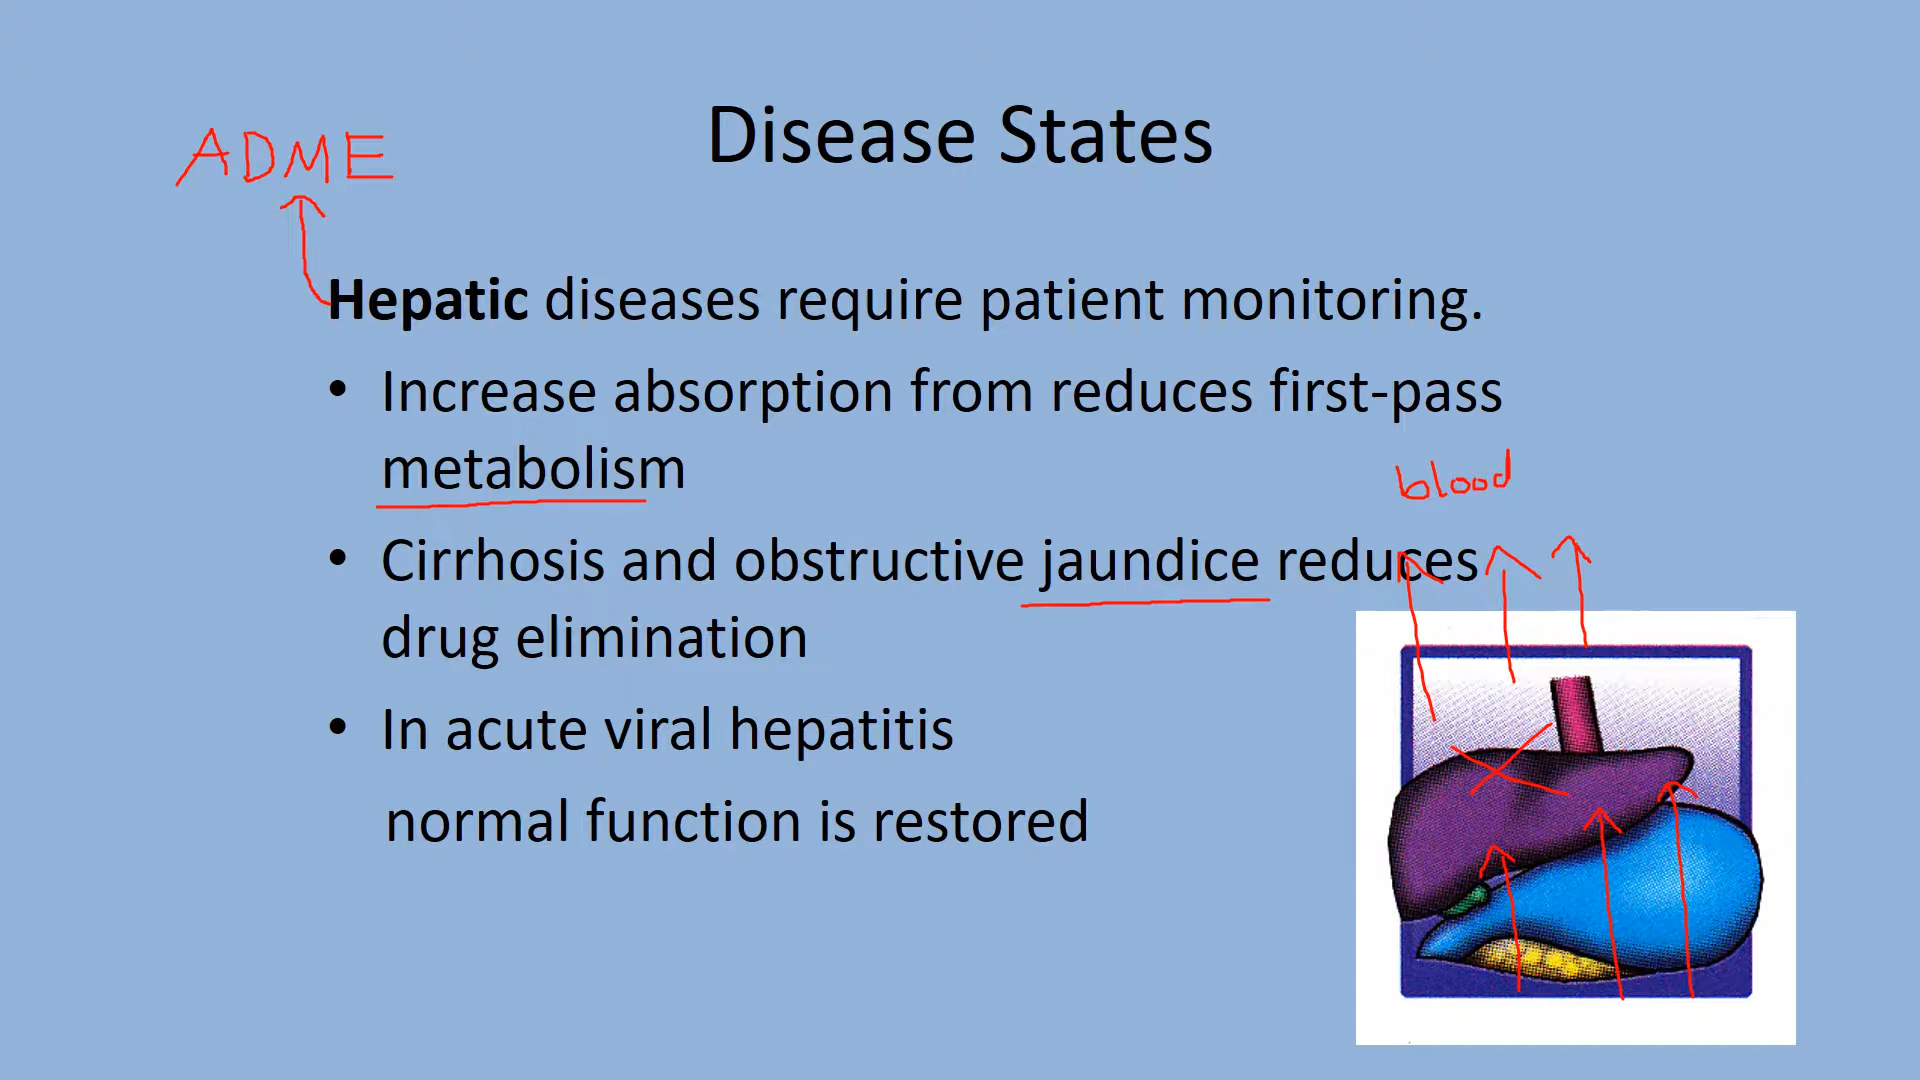 Disease States
ADME
Hepatic diseases require patient monitoring.
• Increase absorption from reduces first-pass
metabolism
blood
• Cirrhosis and obstructive jaundice reduces
drug elimination
• In acute viral hepatitis
normal function is restored